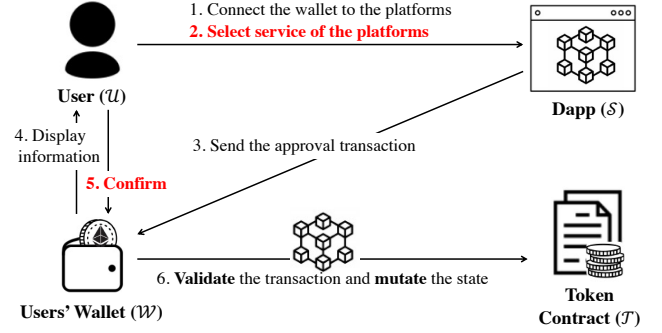 1. Connect the wallet to the platforms
2. Select service of the platforms
User (𝒰)
Dapp (𝒮)
4. Display
information
3. Send the approval transaction
5. Confirm
6. Validate the transaction and mutate the state
Users' Wallet (𝒲)
Token
Contract (𝒯)